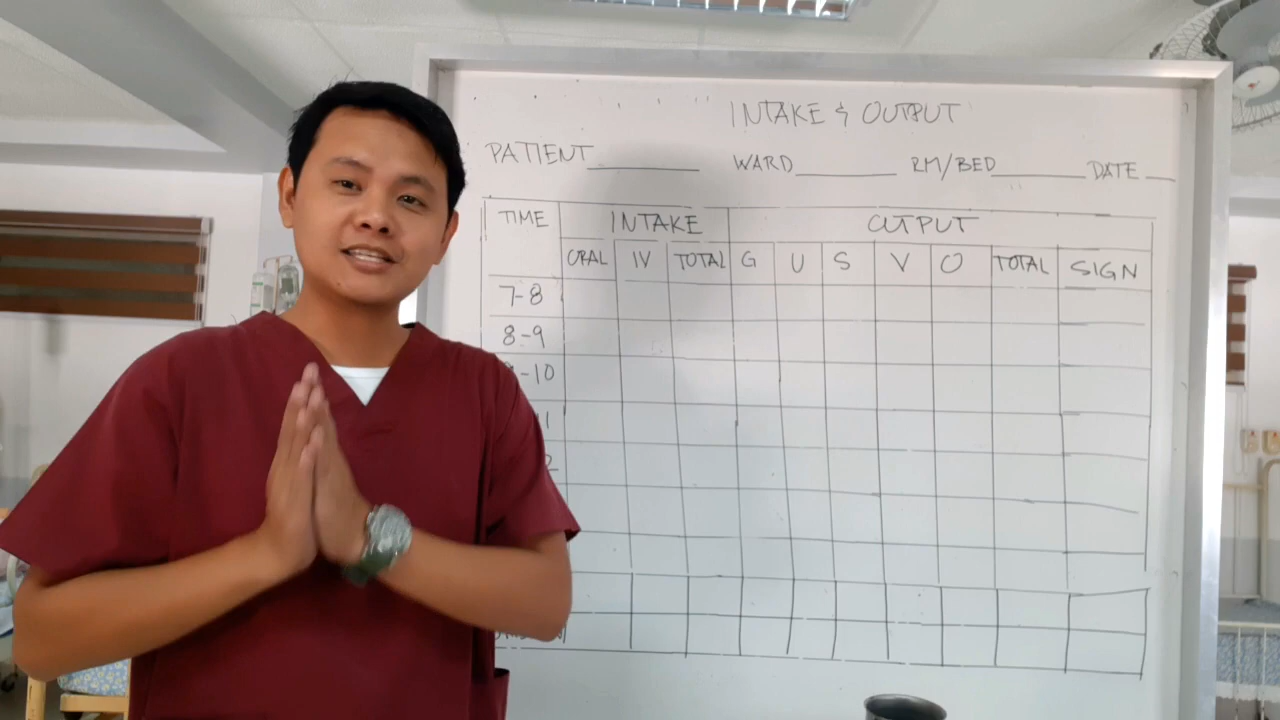 INTAKE & OUTPUT
PATIENT WARD RM/BED DATE
TIME INTAKE OUTPUT
ORAL IV TOTAL G U S V O TOTAL SIGN
7-8
8-9
-10